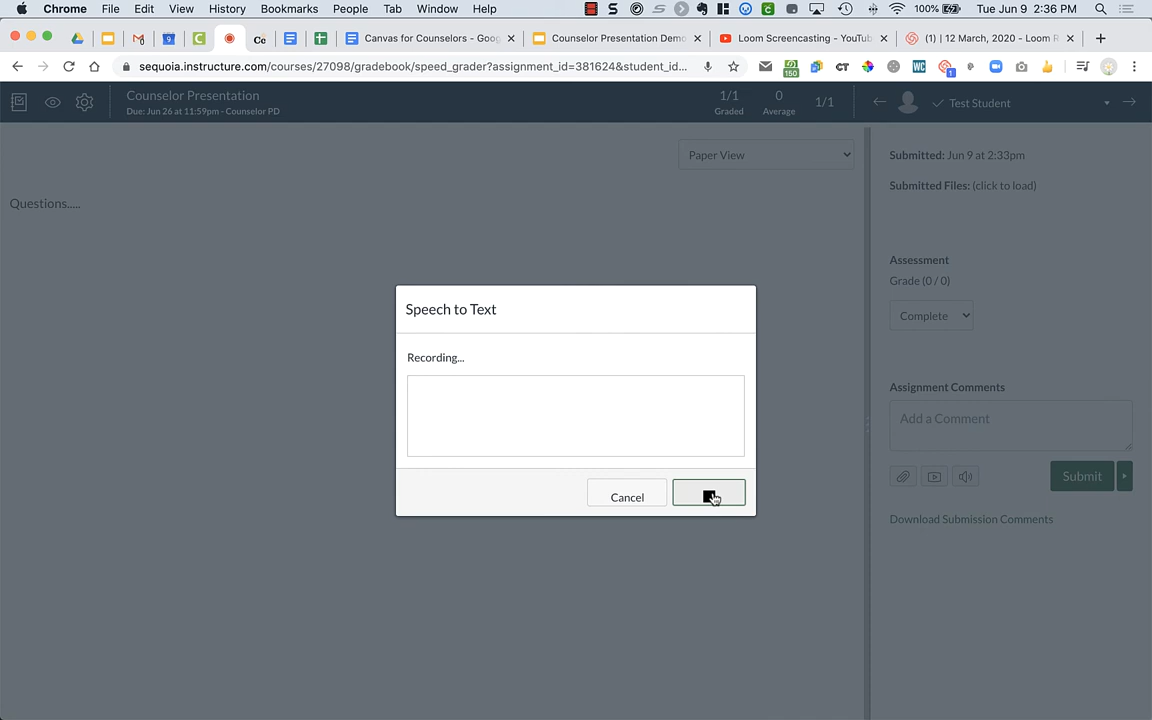 Chrome File Edit View History Bookmarks People Tab Window Help 100% Tue Jun 9 2:36 PM
Canvas for Counselors - Goog
Counselor Presentation Demo
Loom Screencasting - YouTub
(1) | 12 March, 2020 - Loom R
sequoia.instructure.com/courses/27098/gradebook/speed_grader?assignment_id=381624&student_id...
Counselor Presentation
Due: Jun 26 at 11:59pm - Counselor PD
1/1
Graded
0
Average
1/1
Test Student
Paper View
Questions.....
Submitted: Jun 9 at 2:33pm
Submitted Files: (click to load)
Assessment
Grade (0 / 0)
Complete
Assignment Comments
Add a Comment
Submit
Download Submission Comments
Speech to Text
Recording...
Cancel